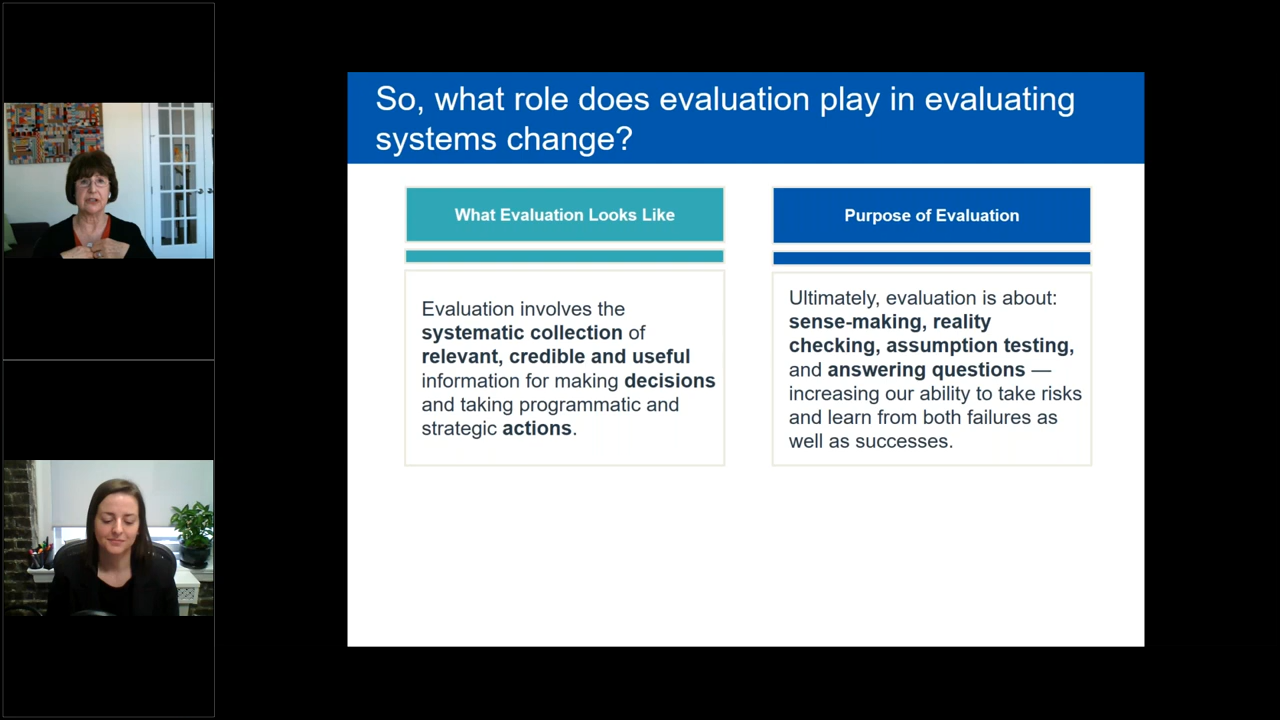 So, what role does evaluation play in evaluating
systems change?
What Evaluation Looks Like
Evaluation involves the
systematic collection of
relevant, credible and useful
information for making decisions
and taking programmatic and
strategic actions.
Purpose of Evaluation
Ultimately, evaluation is about:
sense-making, reality
checking, assumption testing,
and answering questions —
increasing our ability to take risks
and learn from both failures as
well as successes.